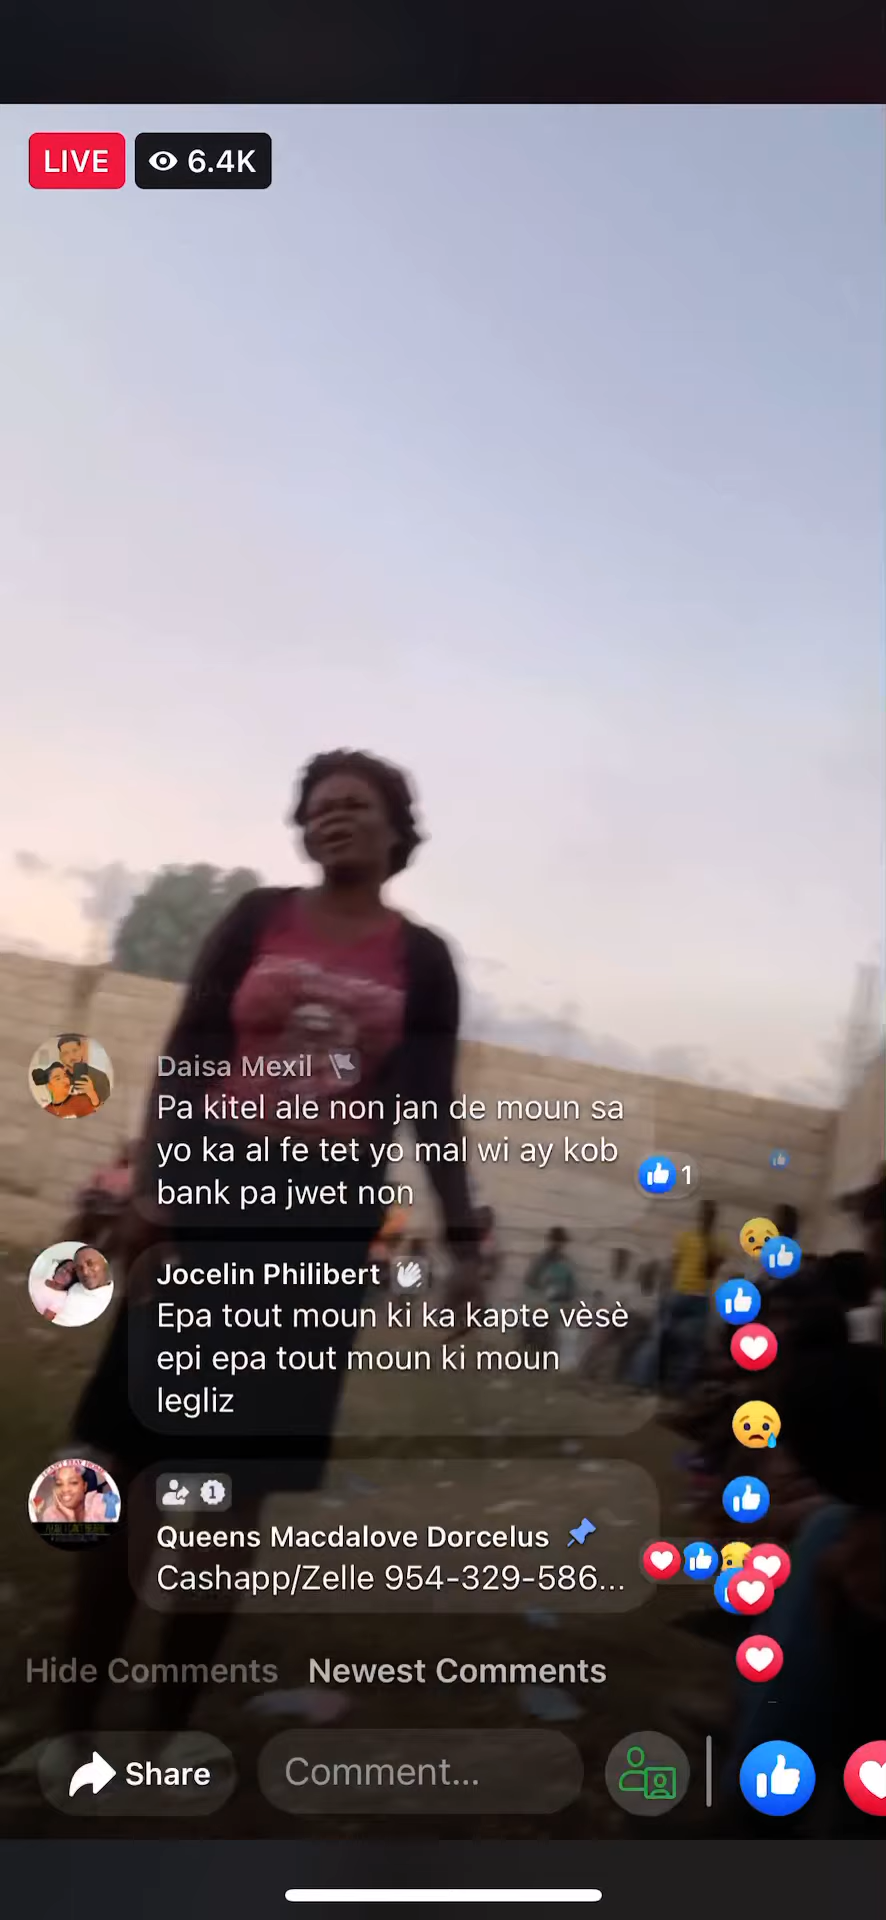 LIVE
6.4K
Daisa Mexil
Pa kitel ale non jan de moun sa
yo ka al fe tet yo mal wi ay kob
bank pa jwet non
1
Jocelin Philibert
Epa tout moun ki ka kapte vèsè
epi epa tout moun ki moun
legliz
1
Queens Macdalove Dorcelus
Cashapp/Zelle 954-329-586...
Hide Comments
Newest Comments
Share
Comment...